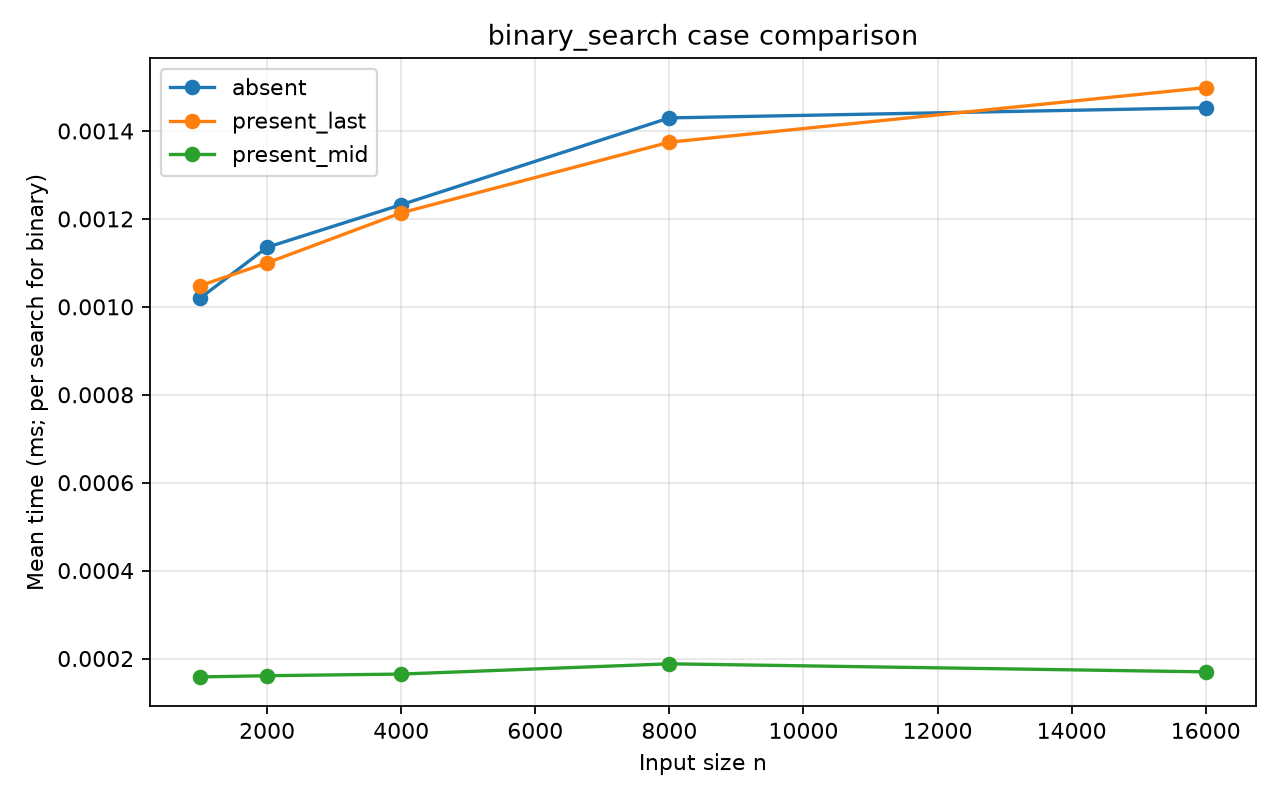 binary_search case comparison
absent
present_last
present_mid
Mean time (ms; per search for binary)
0.0014
0.0012
0.0010
0.0008
0.0006
0.0004
0.0002
2000 4000 6000 8000 10000 12000 14000 16000
Input size n